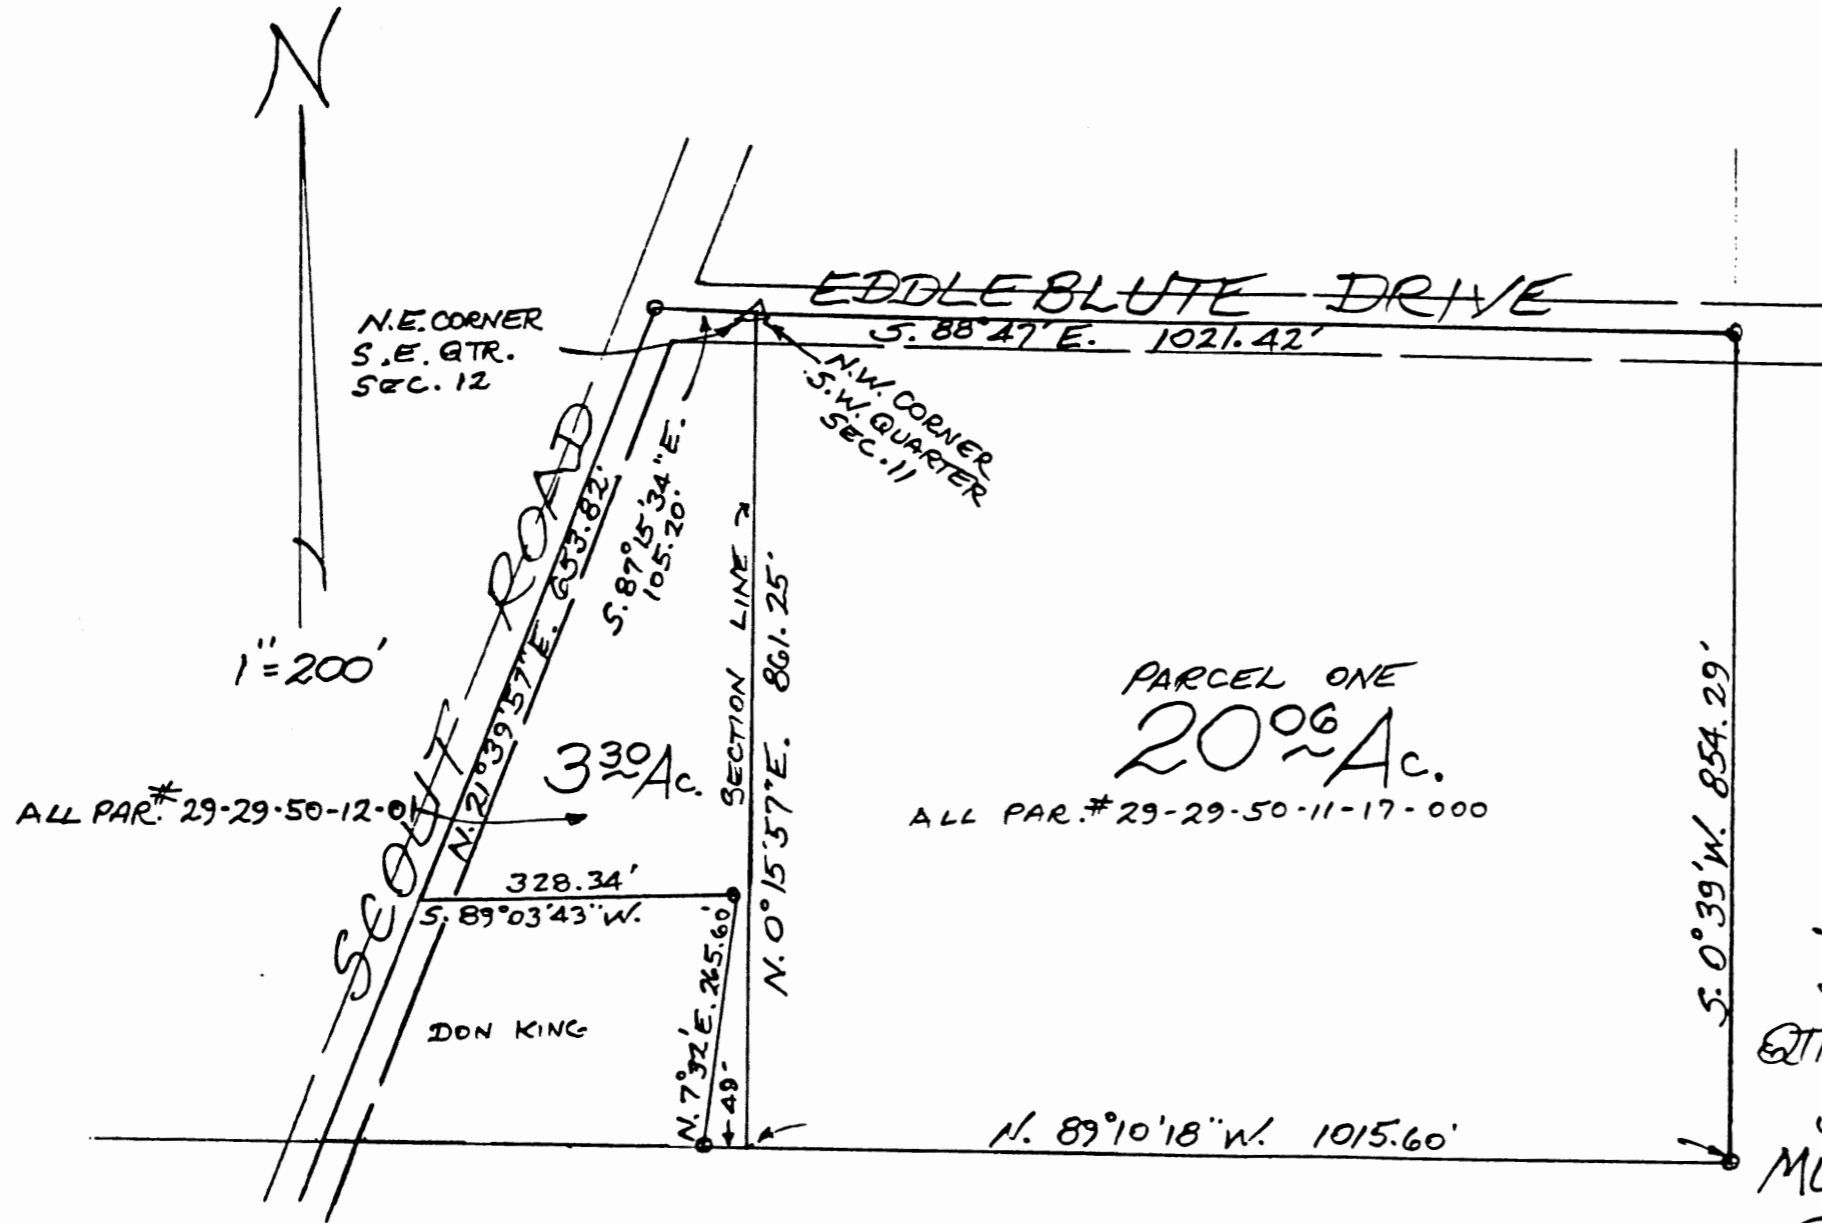 N
EDDLEBLUTE DRIVE
N.E. CORNER
S.E. QTR.
SEC. 12
S. 88°47'E. 1021.42'
N.W. CORNER
S.W. QUARTER
SEC. 11
SCOUT ROAD
N. 21°39'57"E. 653.82'
S. 87°15'34"E.
105.20'
SECTION LINE
N. 0°15'57"E. 861.25'
1"=200'
PARCEL ONE
20.06 Ac.
ALL PAR.# 29-29-50-11-17-000
3.30 Ac.
ALL PAR.# 29-29-50-12-0
S. 0°39'W. 854.29'
328.34'
S. 89°03'43"W.
N. 7°32'E. 265.60'
49'
DON KING
N. 89°10'18"W. 1015.60'